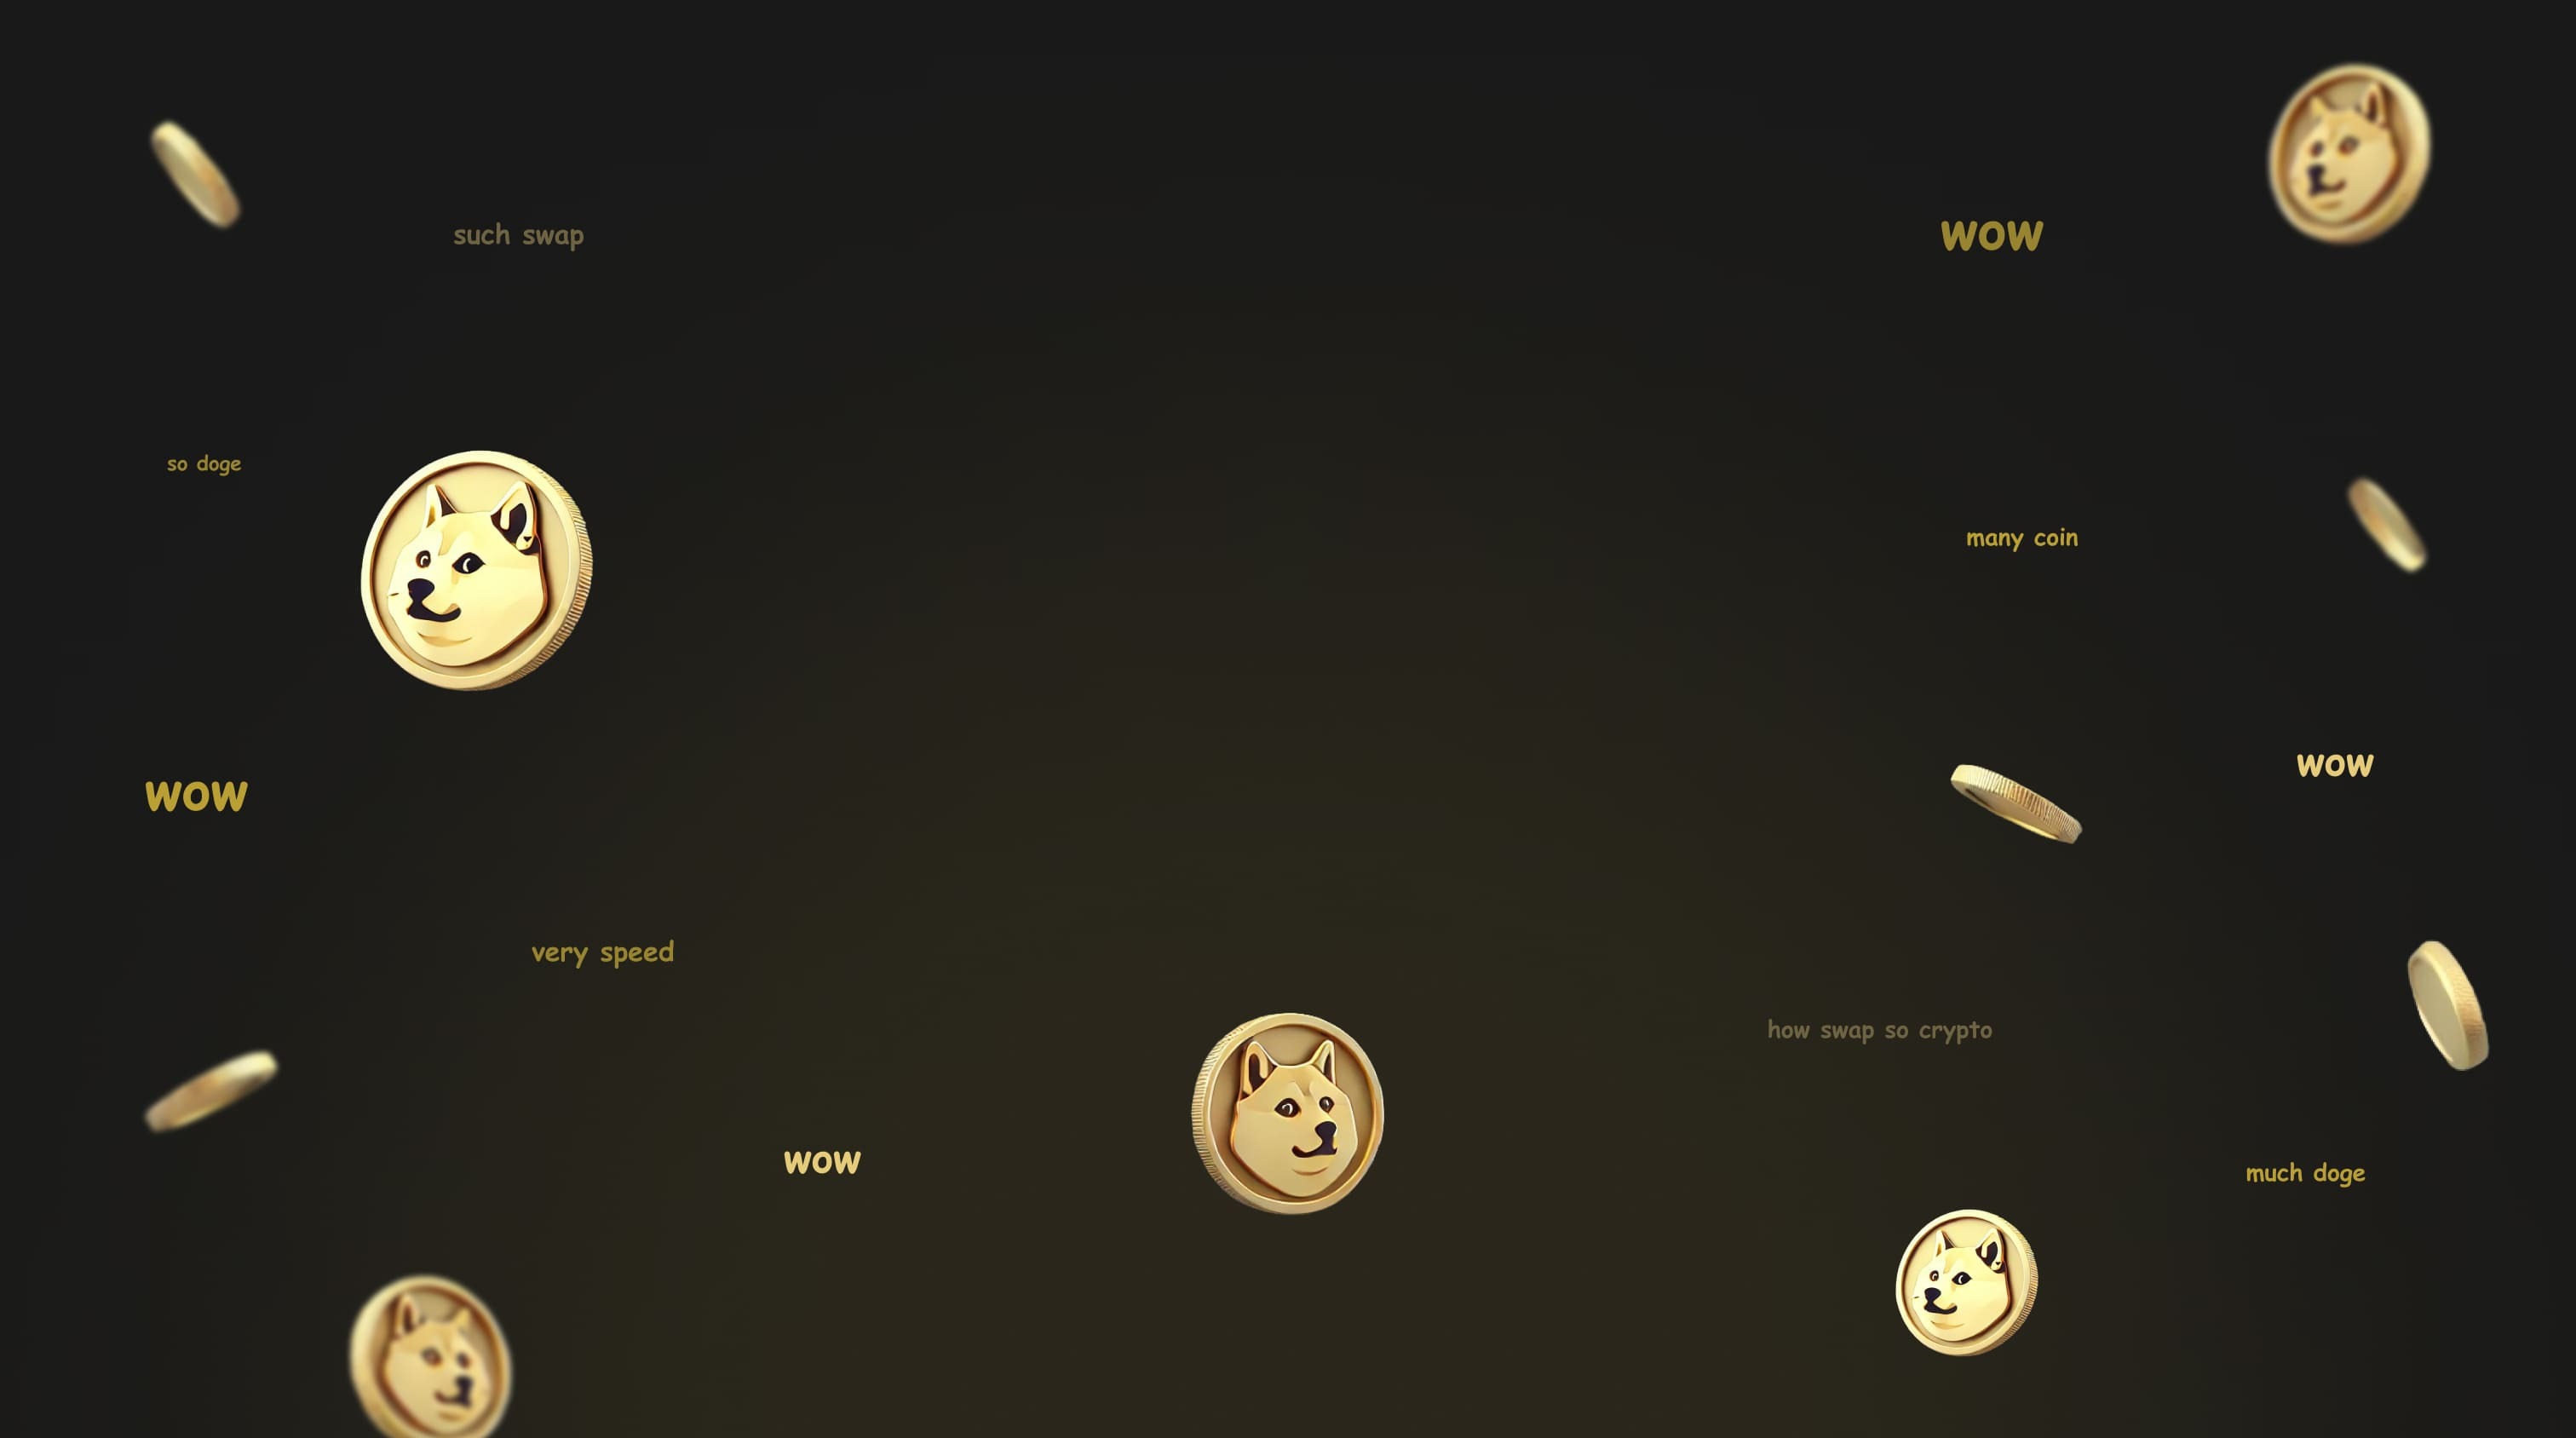 such swap
wow
so doge
many coin
wow
wow
very speed
how swap so crypto
wow
much doge